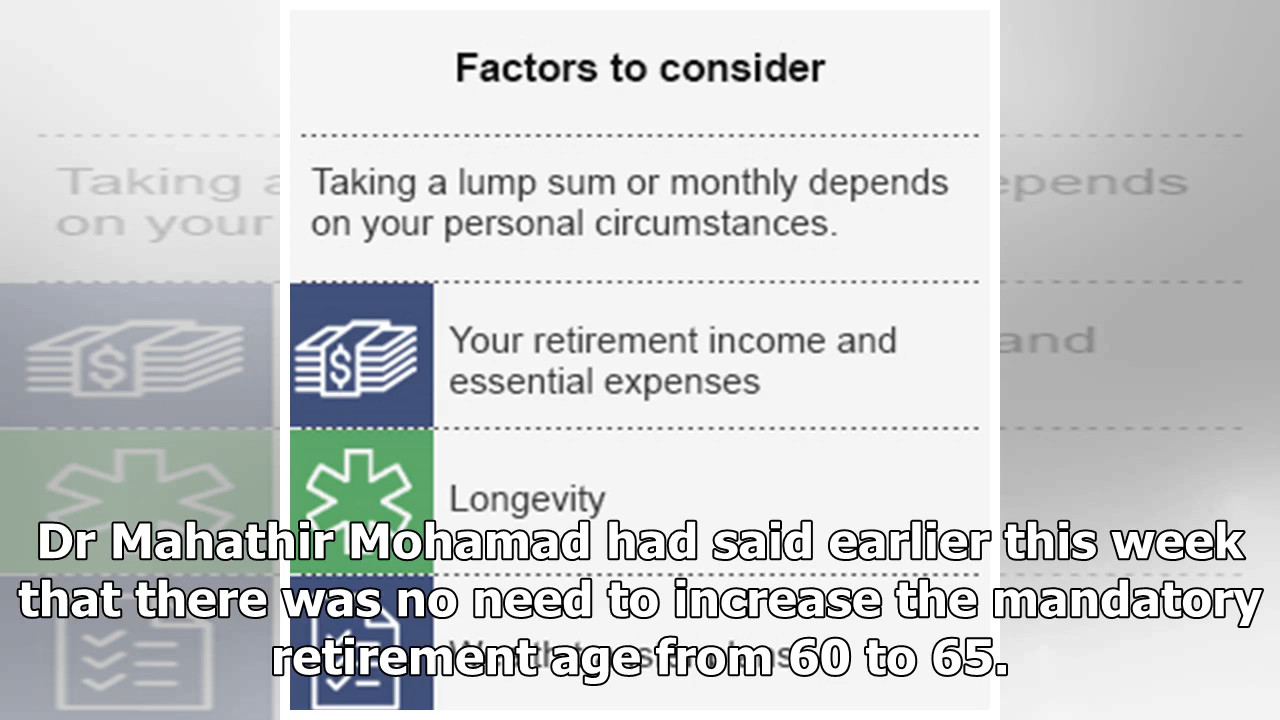 Factors to consider
Taking a lump sum or monthly depends
on your personal circumstances.
Your retirement income and
essential expenses
Longevity
Dr Mahathir Mohamad had said earlier this week
that there was no need to increase the mandatory
retirement age from 60 to 65.